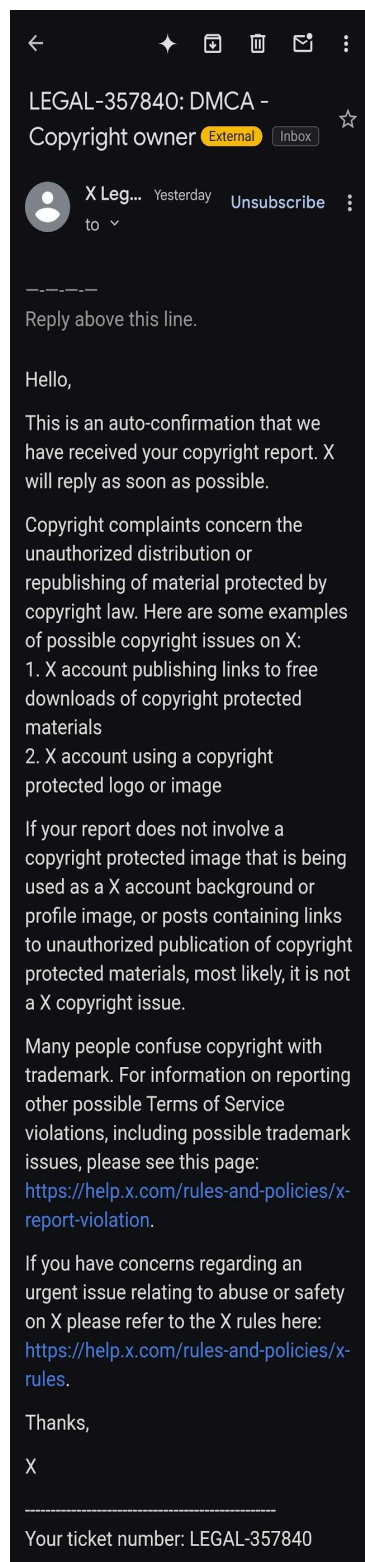 LEGAL-357840: DMCA -
Copyright owner External Inbox
X Leg... Yesterday Unsubscribe
to
—-—-—-—
Reply above this line.
Hello,
This is an auto-confirmation that we
have received your copyright report. X
will reply as soon as possible.
Copyright complaints concern the
unauthorized distribution or
republishing of material protected by
copyright law. Here are some examples
of possible copyright issues on X:
1. X account publishing links to free
downloads of copyright protected
materials
2. X account using a copyright
protected logo or image
If your report does not involve a
copyright protected image that is being
used as a X account background or
profile image, or posts containing links
to unauthorized publication of copyright
protected materials, most likely, it is not
a X copyright issue.
Many people confuse copyright with
trademark. For information on reporting
other possible Terms of Service
violations, including possible trademark
issues, please see this page:
https://help.x.com/rules-and-policies/x-
report-violation.
If you have concerns regarding an
urgent issue relating to abuse or safety
on X please refer to the X rules here:
https://help.x.com/rules-and-policies/x-
rules.
Thanks,
X
-------------------------------------------------
Your ticket number: LEGAL-357840